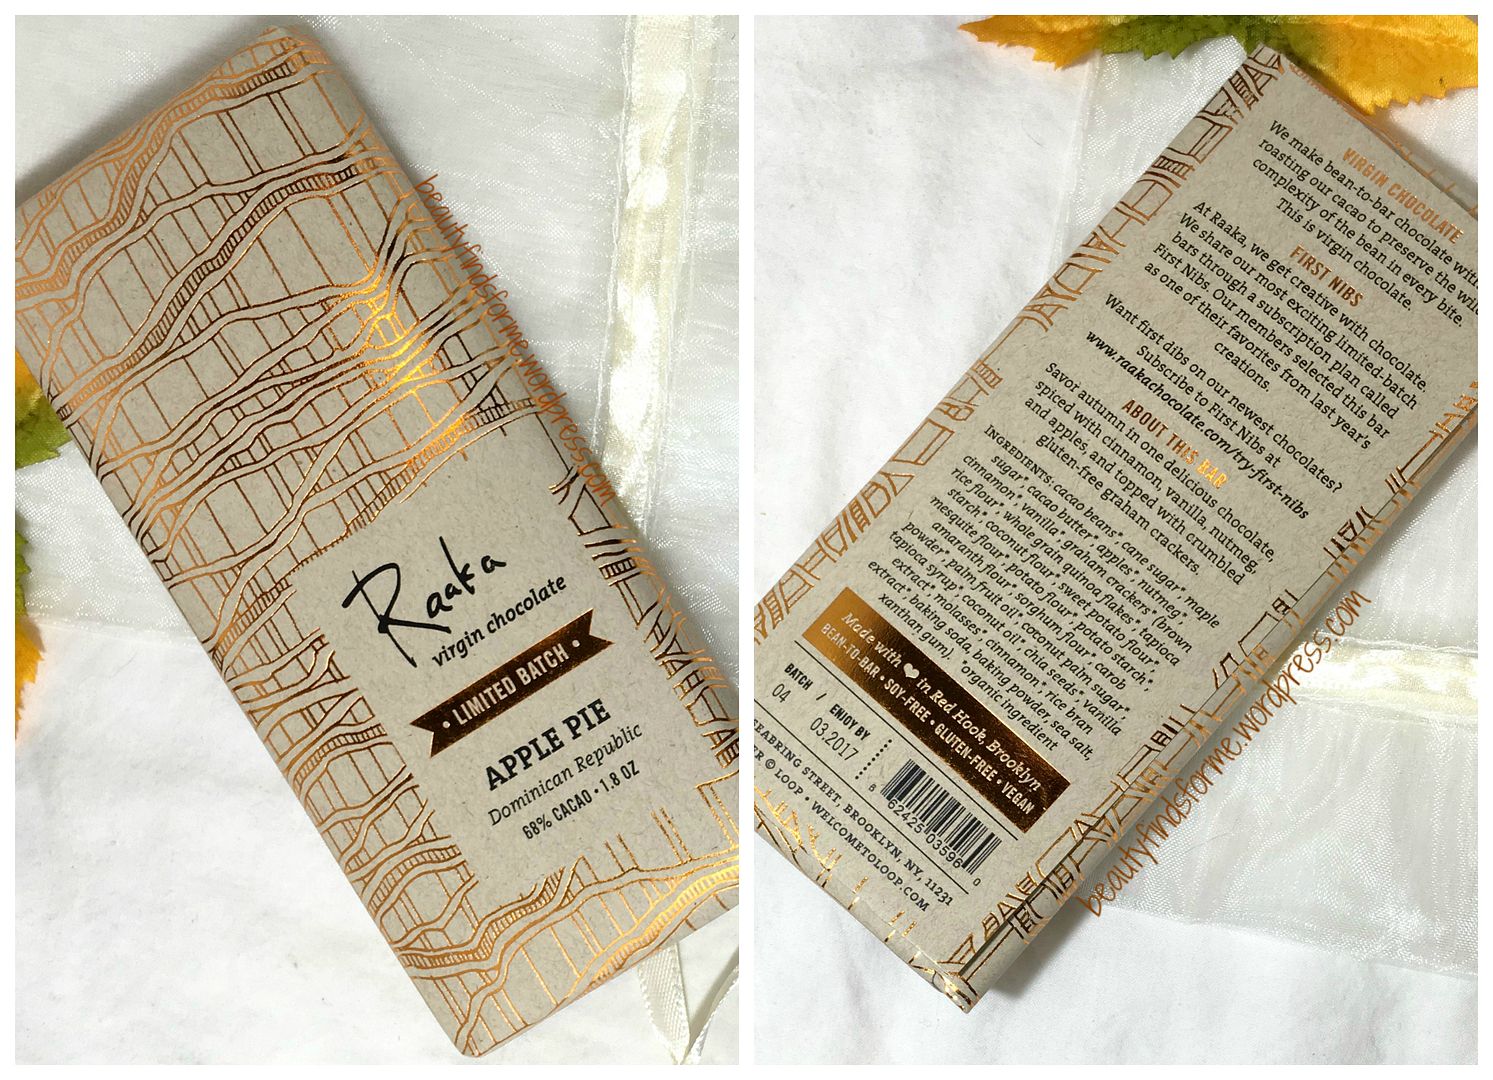 Raaka
virgin chocolate
• LIMITED BATCH •
APPLE PIE
Dominican Republic
68% CACAO • 1.8 OZ
beautyfindsforme.wordpress.com
VIRGIN CHOCOLATE
We make bean-to-bar chocolate
roasting our cacao to preserve the wild
complexity of the bean in every bite.
This is virgin chocolate.
FIRST NIBS
At Raaka, we get creative with chocolate.
We share our most exciting limited-batch
bars through a subscription plan called
First Nibs. Our members selected this bar
as one of their favorites from last year's
creations.
Want first dibs on our newest chocolates?
Subscribe to First Nibs at
www.raakachocolate.com/try-first-nibs
ABOUT THIS BAR
Savor autumn in one delicious chocolate,
spiced with cinnamon, vanilla, nutmeg,
and apples, and topped with crumbled
gluten-free graham crackers.
INGREDIENTS: cacao beans*, cane sugar*, maple
sugar*, cacao butter*, apples*, nutmeg*,
cinnamon*, vanilla*, graham crackers* (brown
rice flour*, whole grain quinoa flakes*, tapioca
starch*, coconut flour*, sweet potato flour*,
mesquite flour*, potato flour*, potato starch*,
amaranth flour*, sorghum flour*, carob
powder*, palm fruit oil*, coconut palm sugar*,
tapioca syrup*, coconut oil*, chia seeds*, vanilla
extract*, molasses*, cinnamon*, rice bran
extract*, baking soda, baking powder, sea salt,
xanthan gum). *organic ingredient
Made with ♥ in Red Hook, Brooklyn
BEAN-TO-BAR • SOY-FREE • GLUTEN-FREE • VEGAN
BATCH / ENJOY BY
04 03.2017
8 62425 03596 0
SEABRING STREET, BROOKLYN, NY, 11231
© LOOP • WELCOMETOLOOP.COM
beautyfindsforme.wordpress.com